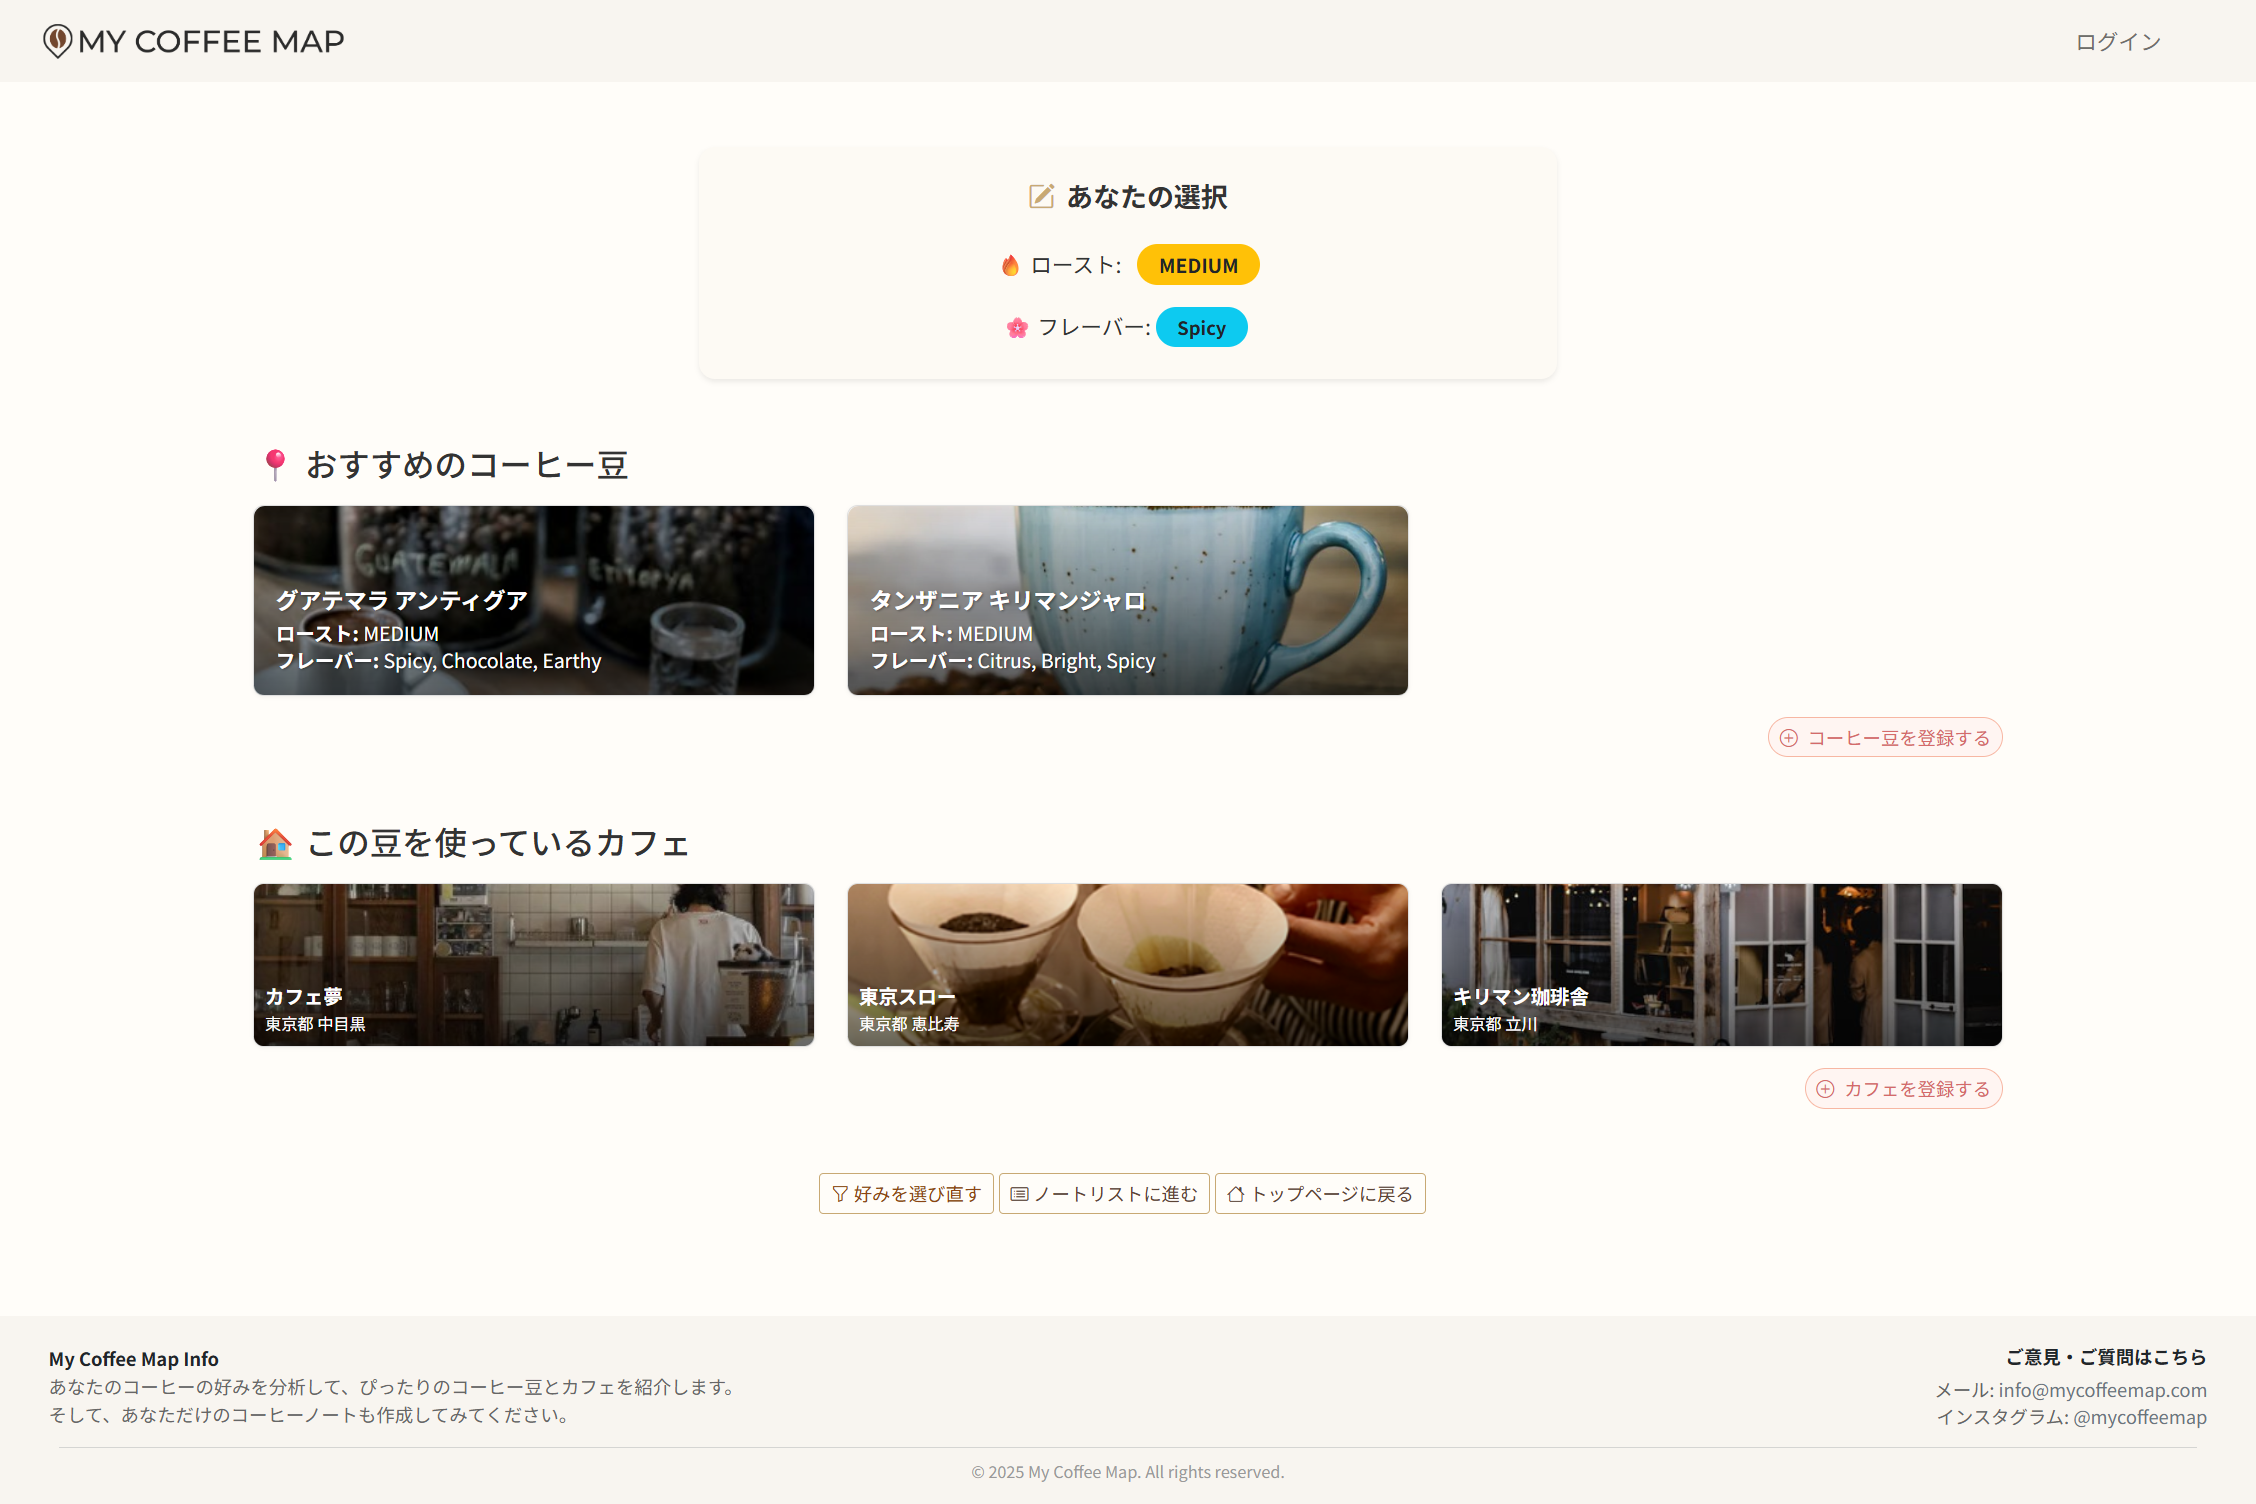 MY COFFEE MAP
ログイン
あなたの選択
ロースト: MEDIUM
フレーバー: Spicy
おすすめのコーヒー豆
GUATEMALA
ETHIOPYA
グアテマラ アンティグア
ロースト: MEDIUM
フレーバー: Spicy, Chocolate, Earthy
タンザニア キリマンジャロ
ロースト: MEDIUM
フレーバー: Citrus, Bright, Spicy
コーヒー豆を登録する
この豆を使っているカフェ
カフェ夢
東京都 中目黒
東京スロー
東京都 恵比寿
キリマン珈琲舎
東京都 立川
カフェを登録する
好みを選び直す
ノートリストに進む
トップページに戻る
My Coffee Map Info
あなたのコーヒーの好みを分析して、ぴったりのコーヒー豆とカフェを紹介します。
そして、あなただけのコーヒーノートも作成してみてください。
ご意見・ご質問はこちら
メール: info@mycoffeemap.com
インスタグラム: @mycoffeemap
© 2025 My Coffee Map. All rights reserved.